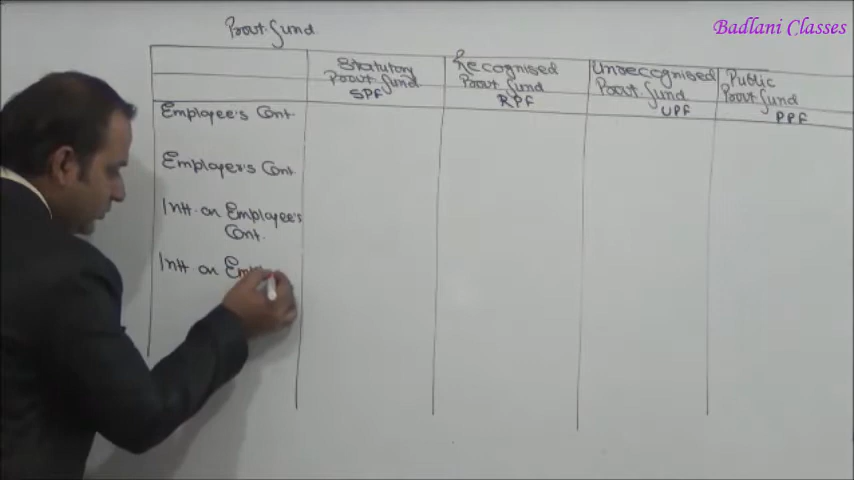 Badlani Classes
Provt. fund
Statutory
Provt. fund
SPF
Recognised
Provt fund
RPF
Unrecognised
Provt. fund
UPF
Public
Provt fund
PPF
Employee's Cont
Employer's Cont.
Intt. on Employee's
Cont.
Intt on Em